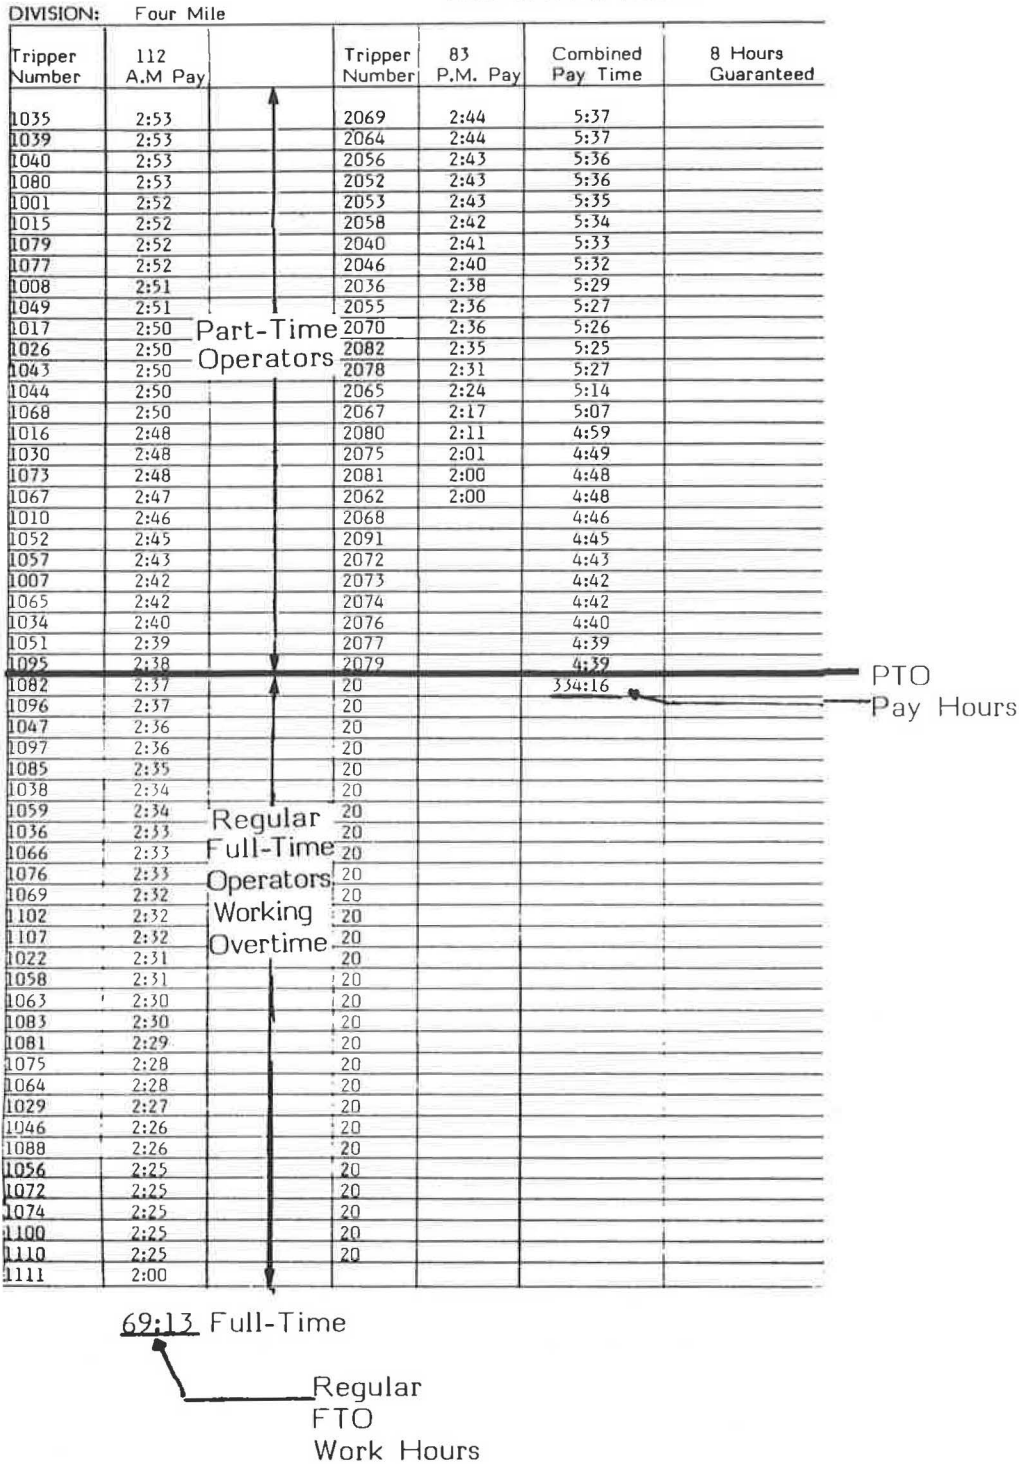 DIVISION: Four Mile
Tripper Number 112 A.M Pay Tripper Number 83 P.M. Pay Combined Pay Time 8 Hours Guaranteed
1035 2:53 2069 2:44 5:37
1039 2:53 2064 2:44 5:37
1040 2:53 2056 2:43 5:36
1080 2:53 2052 2:43 5:36
1001 2:52 2053 2:43 5:35
1015 2:52 2058 2:42 5:34
1079 2:52 2040 2:41 5:33
1077 2:52 2046 2:40 5:32
1008 2:51 2036 2:38 5:29
1049 2:51 2055 2:36 5:27
1017 2:50 Part-Time 2070 2:36 5:26
1026 2:50 Operators 2082 2:35 5:25
1043 2:50 2078 2:31 5:27
1044 2:50 2065 2:24 5:14
1068 2:50 2067 2:17 5:07
1016 2:48 2080 2:11 4:59
1030 2:48 2075 2:01 4:49
1073 2:48 2081 2:00 4:48
1067 2:47 2062 2:00 4:48
1010 2:46 2068 4:46
1052 2:45 2091 4:45
1057 2:43 2072 4:43
1007 2:42 2073 4:42
1065 2:42 2074 4:42
1034 2:40 2076 4:40
1051 2:39 2077 4:39
1095 2:38 2079 4:39
PTO
1082 2:37 20 334:16
1096 2:37 20 Pay Hours
1047 2:36 20
1097 2:36 20
1085 2:35 20
1038 2:34 20
1059 2:34 Regular 20
1036 2:33 20
1066 2:33 Full-Time 20
1076 2:33 Operators 20
1069 2:32 20
1102 2:32 Working 20
1107 2:32 Overtime 20
1022 2:31 20
1058 2:31 20
1063 2:30 20
1083 2:30 20
1081 2:29 20
1075 2:28 20
1064 2:28 20
1029 2:27 20
1046 2:26 20
1088 2:26 20
1056 2:25 20
1072 2:25 20
1074 2:25 20
1100 2:25 20
1110 2:25 20
1111 2:00
69:13 Full-Time
Regular
FTO
Work Hours